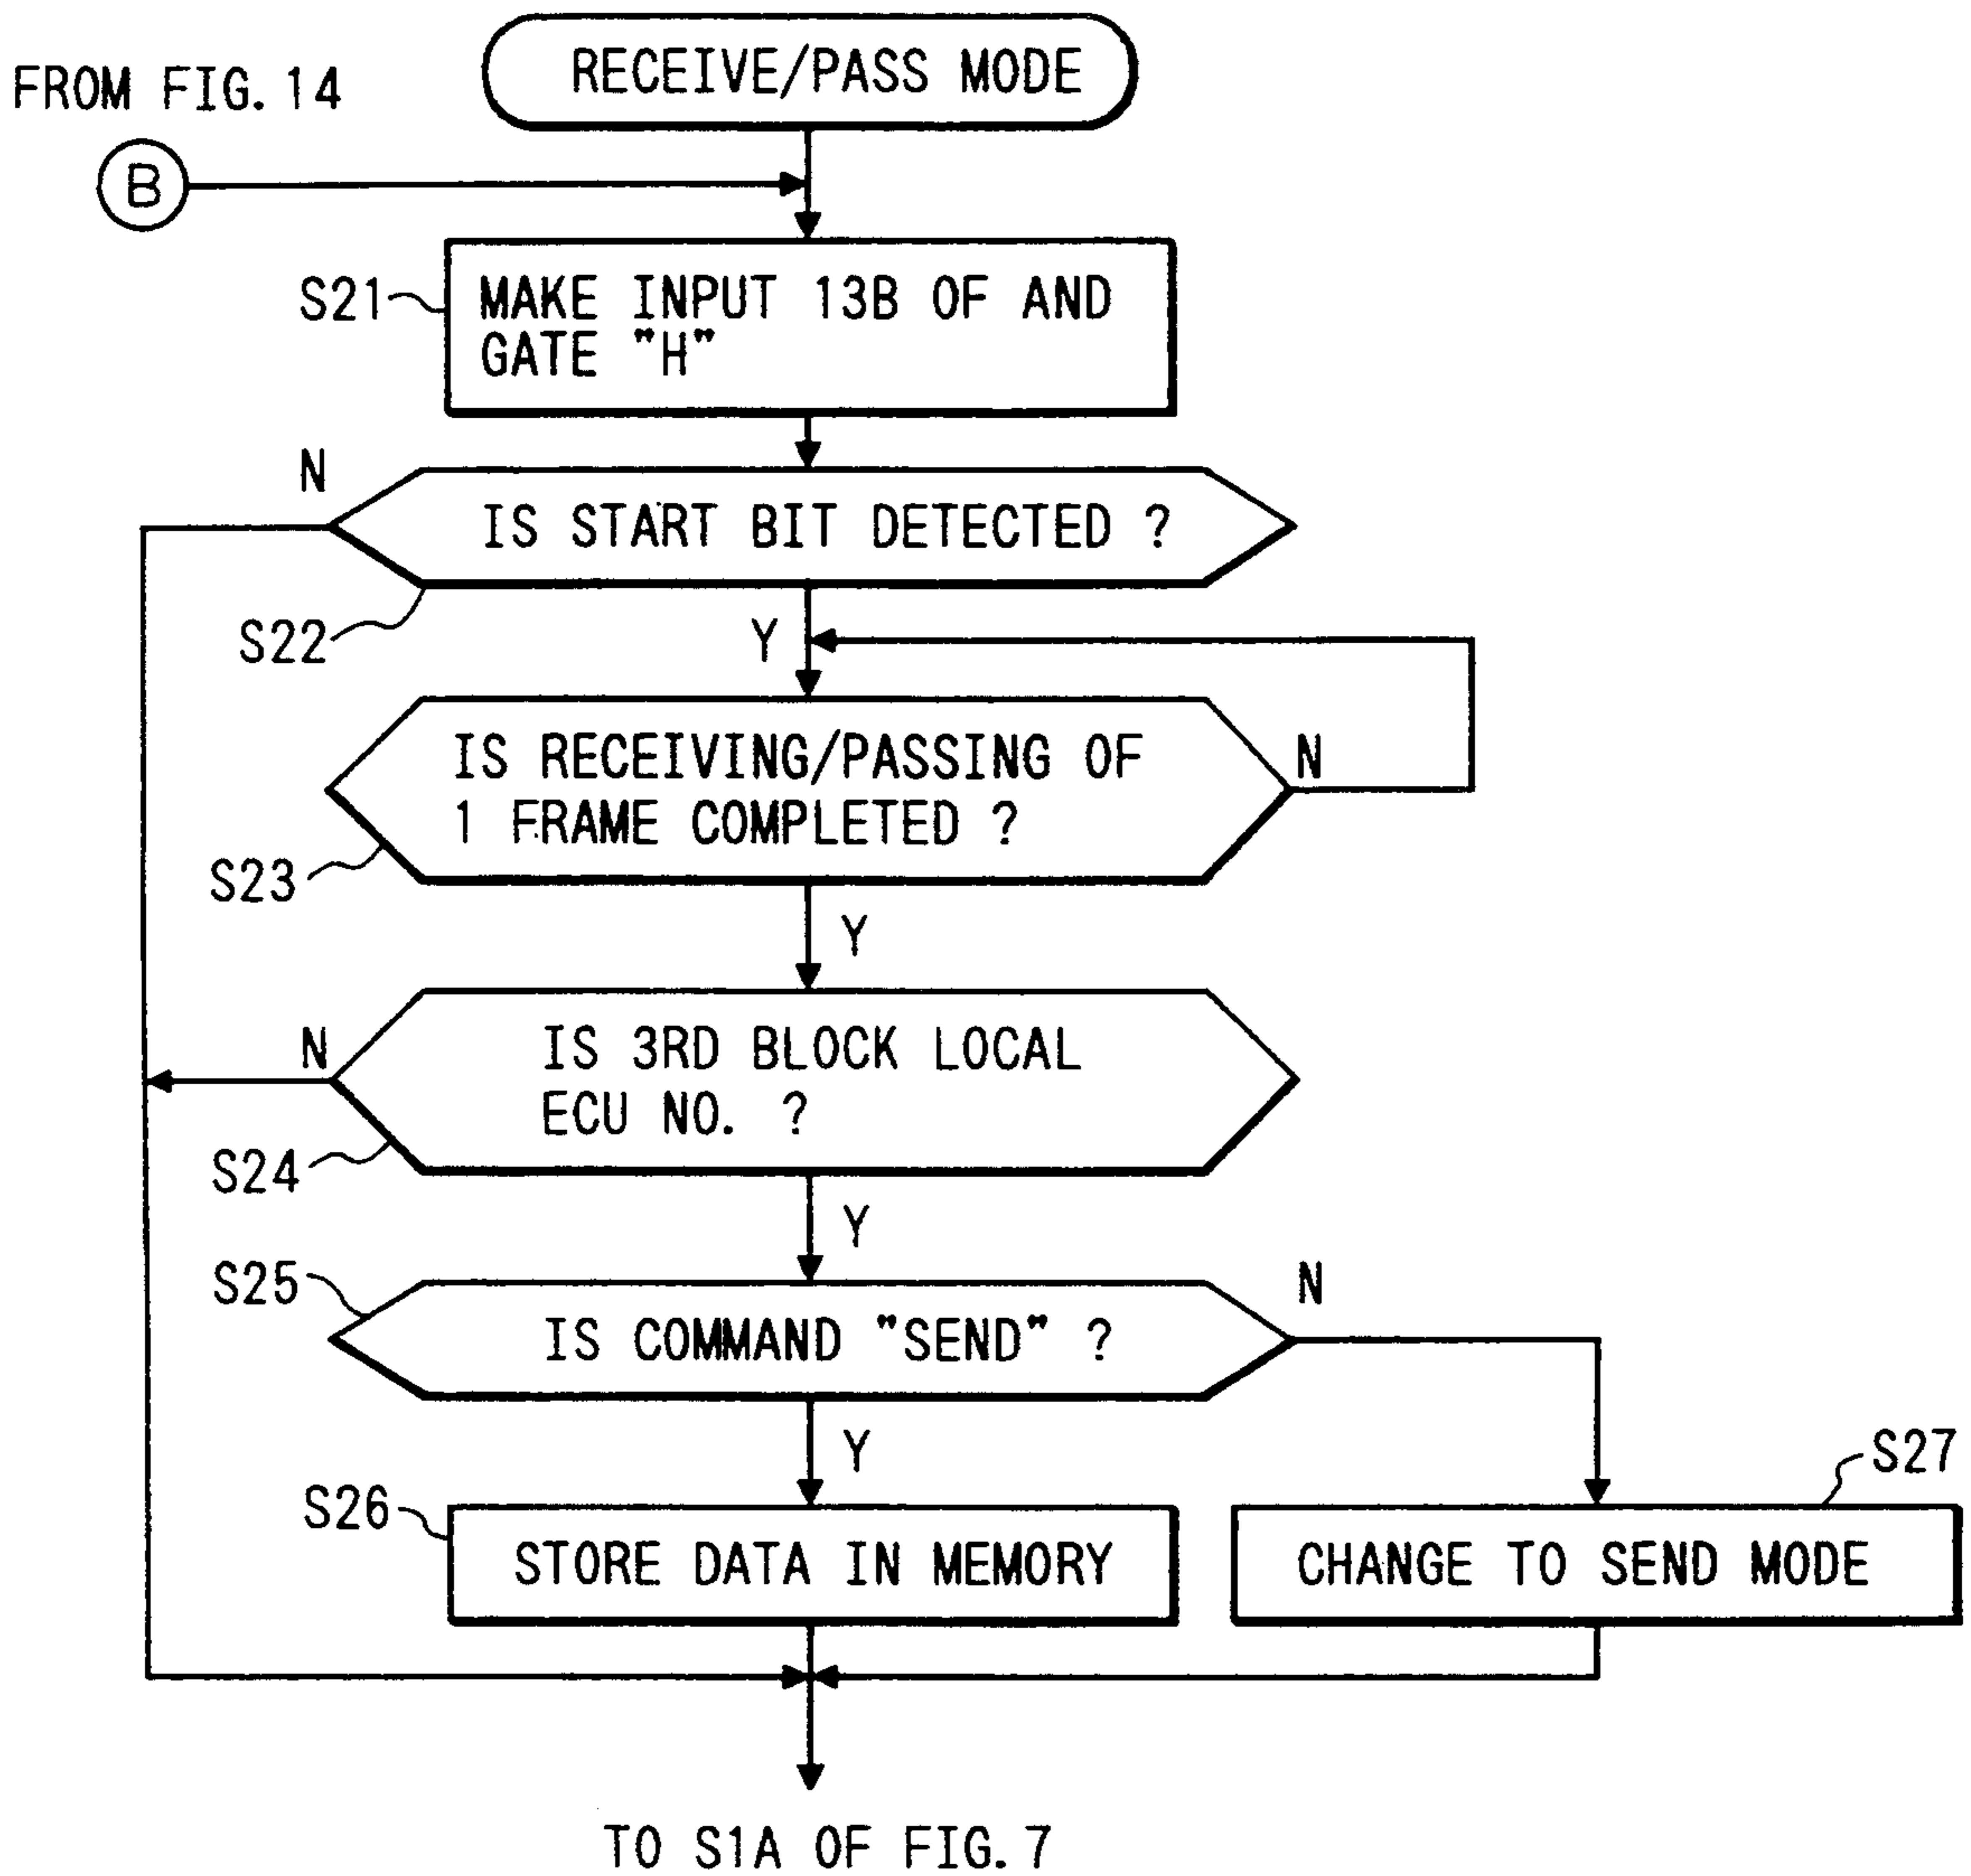 RECEIVE/PASS MODE
FROM FIG. 14
B
S21
MAKE INPUT 13B OF AND
GATE "H"
N
IS START BIT DETECTED ?
S22
Y
IS RECEIVING/PASSING OF
1 FRAME COMPLETED ?
N
S23
Y
N
IS 3RD BLOCK LOCAL
ECU NO. ?
S24
Y
S25
N
IS COMMAND "SEND" ?
Y
S27
S26
STORE DATA IN MEMORY
CHANGE TO SEND MODE
TO S1A OF FIG. 7